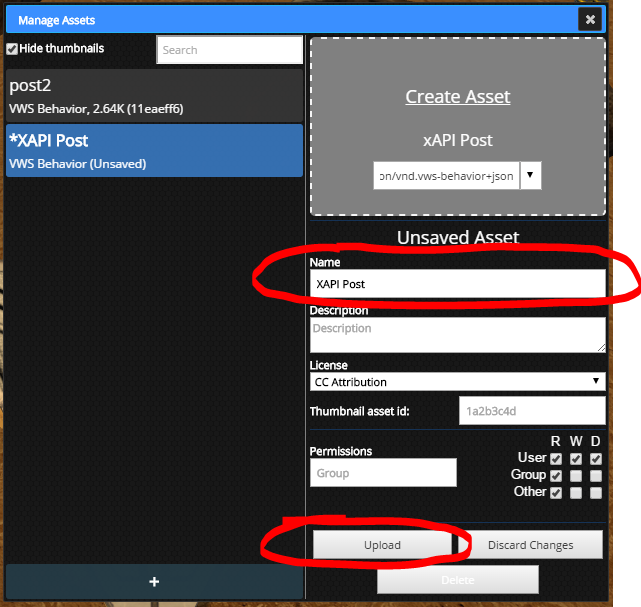 Manage Assets
Hide thumbnails
Search
post2
VWS Behavior, 2.64K (11eaeff6)
*XAPI Post
VWS Behavior (Unsaved)
+
Create Asset
xAPI Post
on/vnd.vws-behavior+json
Unsaved Asset
Name
XAPI Post
Description
Description
License
CC Attribution
Thumbnail asset id:
1a2b3c4d
Permissions
Group
R W D
User
Group
Other
Upload
Discard Changes
Delete